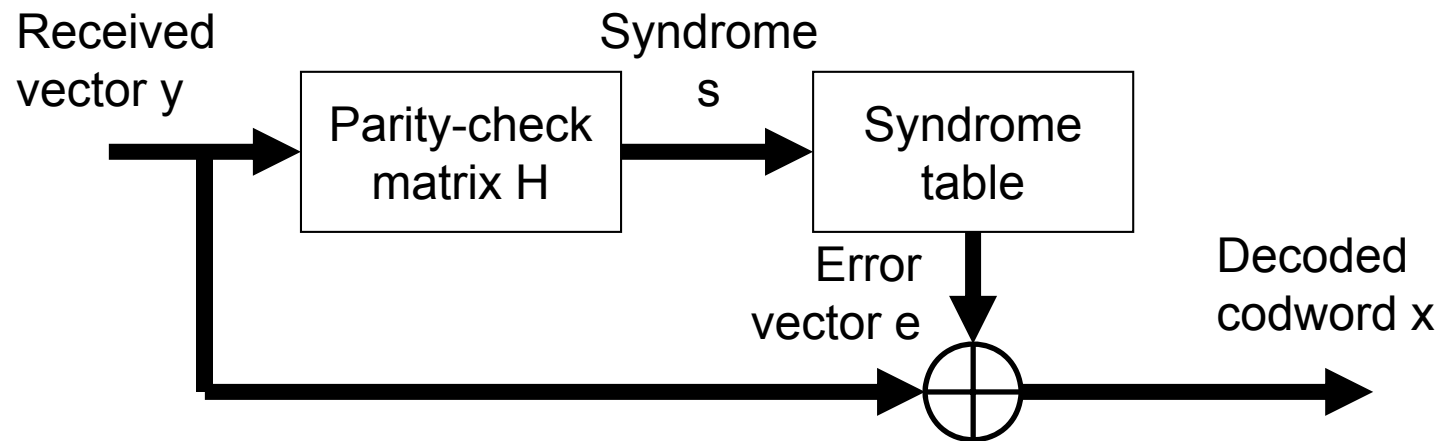 Received
vector y
Syndrome
s
Parity-check
matrix H
Syndrome
table
Error
vector e
Decoded
codword x